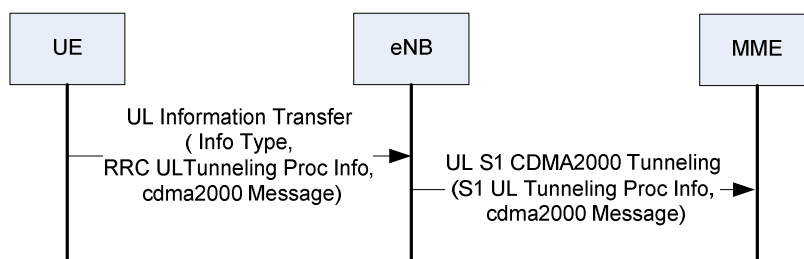 UE
eNB
MME
UL Information Transfer
( Info Type,
RRC ULTunneling Proc Info,
cdma2000 Message)
UL S1 CDMA2000 Tunneling
(S1 UL Tunneling Proc Info,
cdma2000 Message)